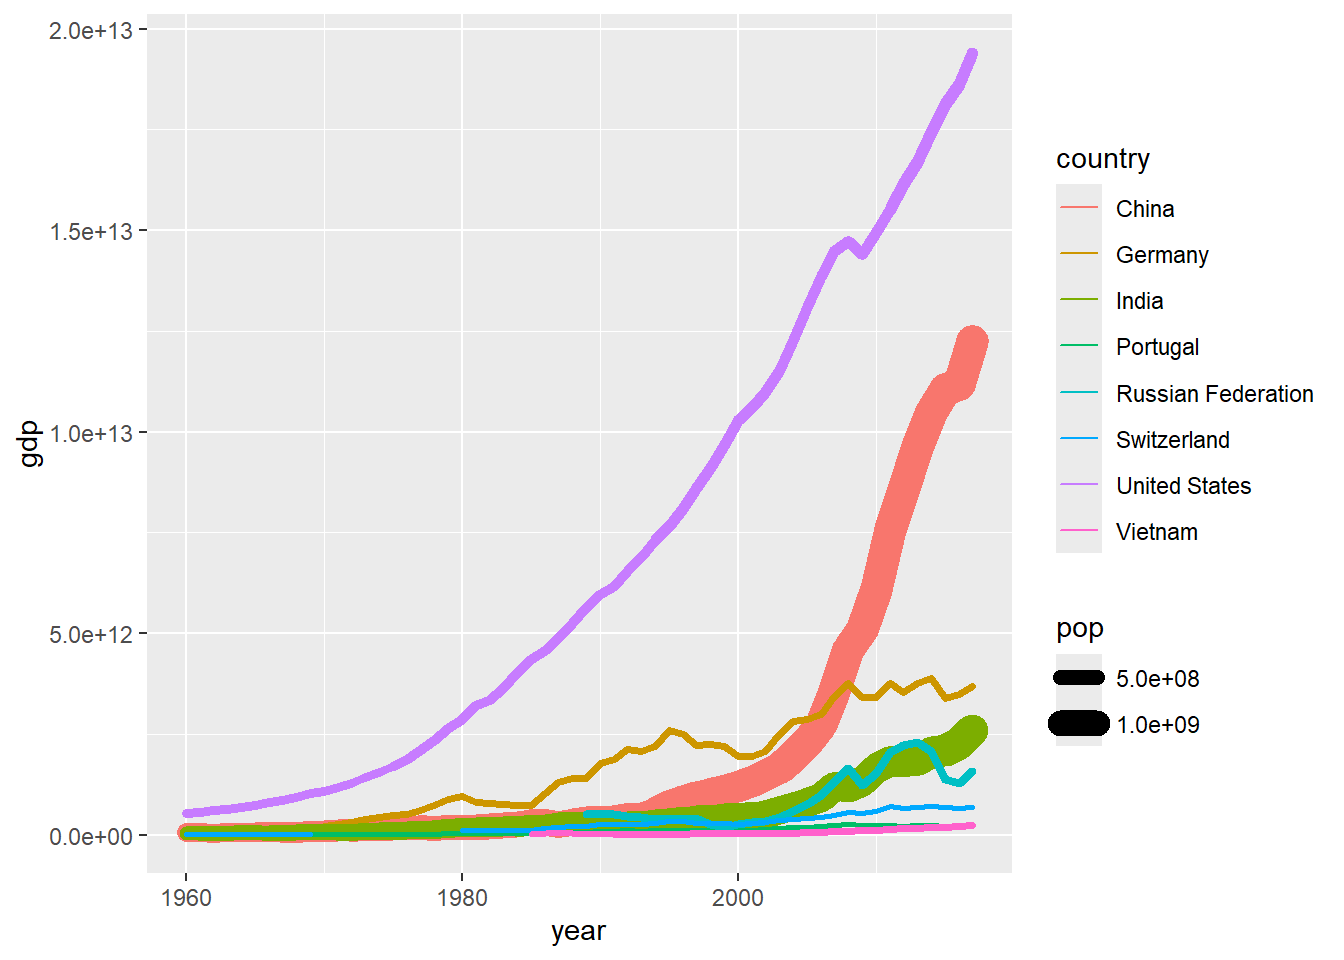 2.0e+13
1.5e+13
1.0e+13
5.0e+12
0.0e+00
gdp
1960 1980 2000
year
country
China
Germany
India
Portugal
Russian Federation
Switzerland
United States
Vietnam
pop
5.0e+08
1.0e+09